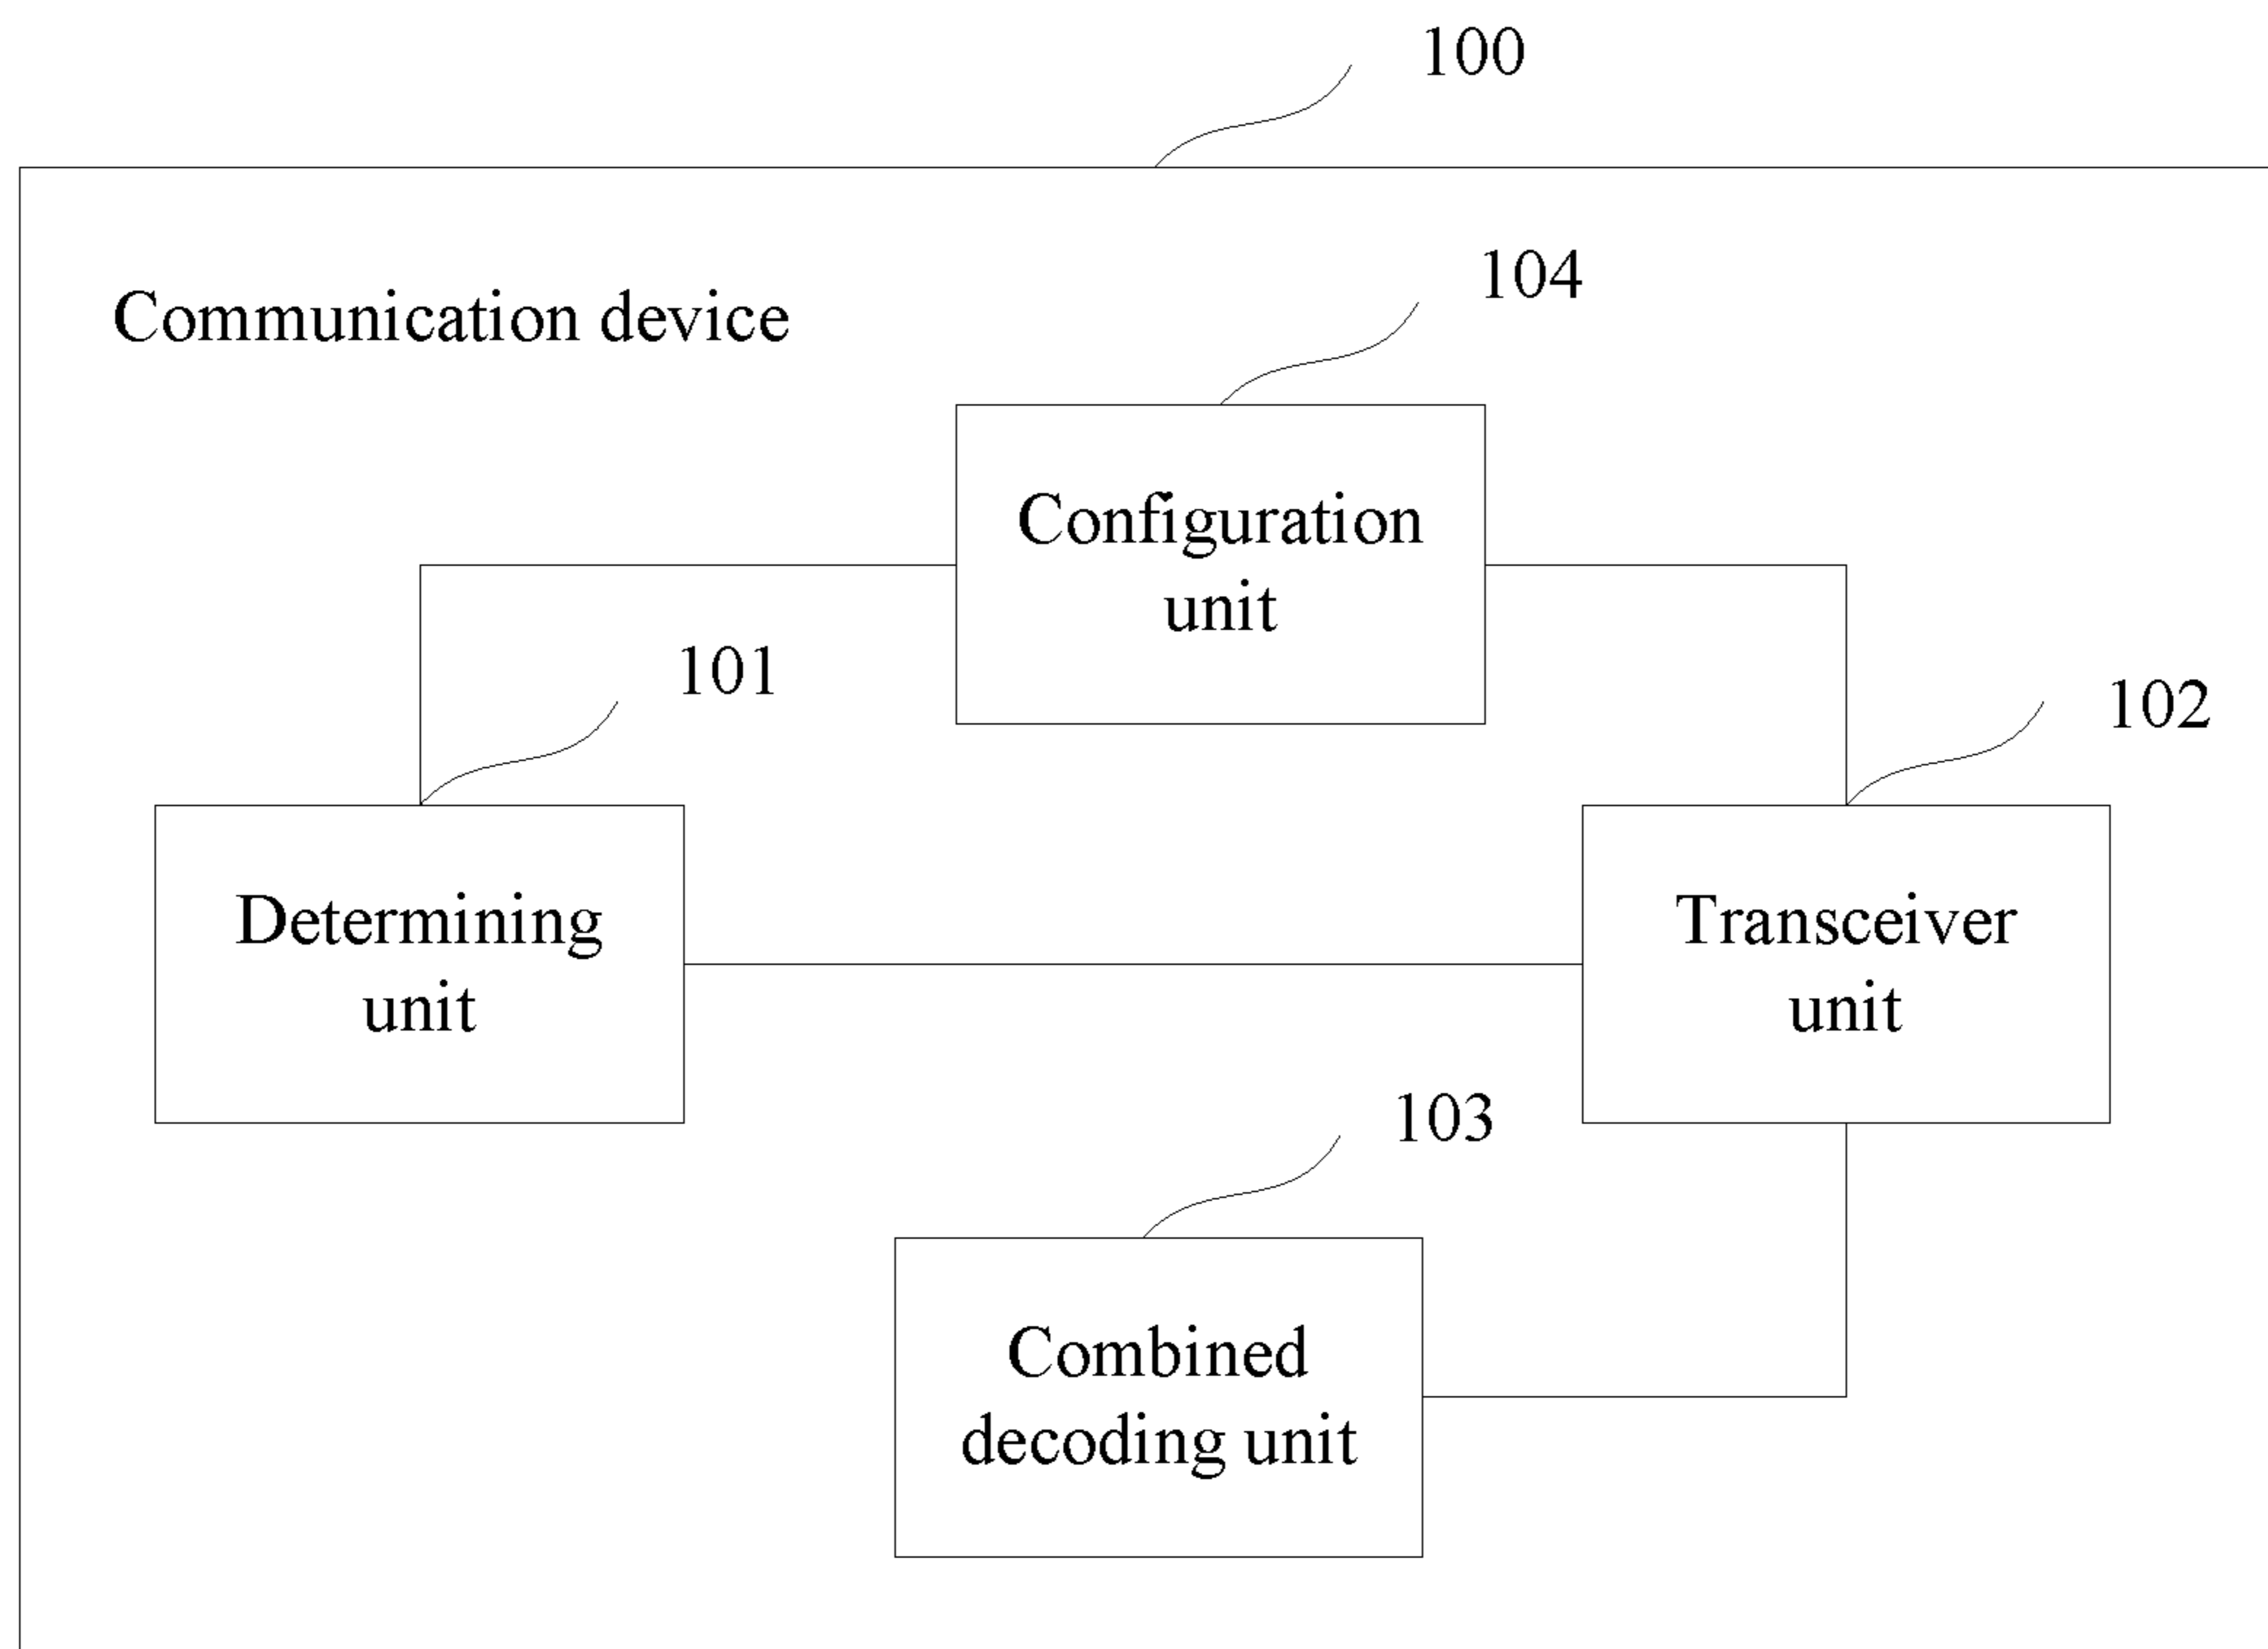 100
Communication device
104
Configuration
unit
101
102
Determining
unit
Transceiver
unit
103
Combined
decoding unit